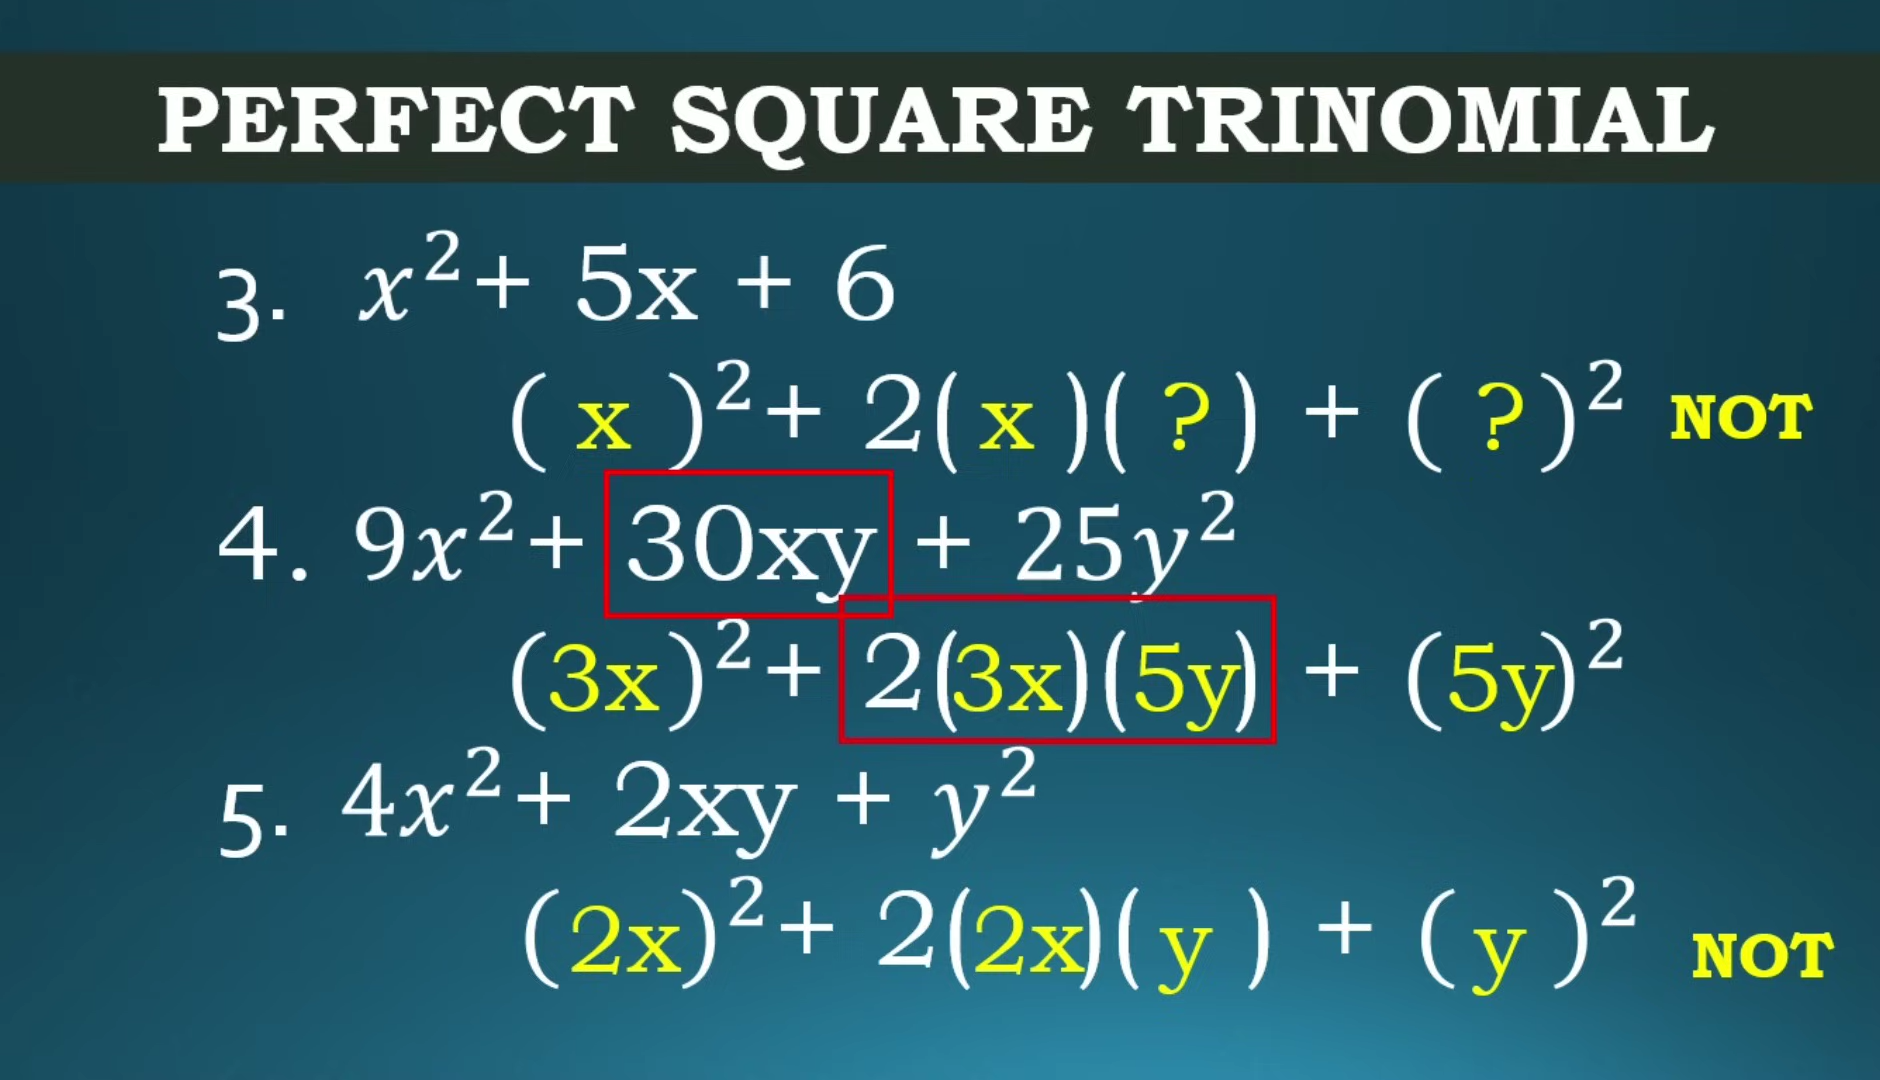 PERFECT SQUARE TRINOMIAL
3. x² + 5x + 6
( x )² + 2( x )( ? ) + ( ? )² NOT
4. 9x² + 30xy + 25y²
(3x)² + 2(3x)(5y) + (5y)²
5. 4x² + 2xy + y²
(2x)² + 2(2x)( y ) + ( y )² NOT